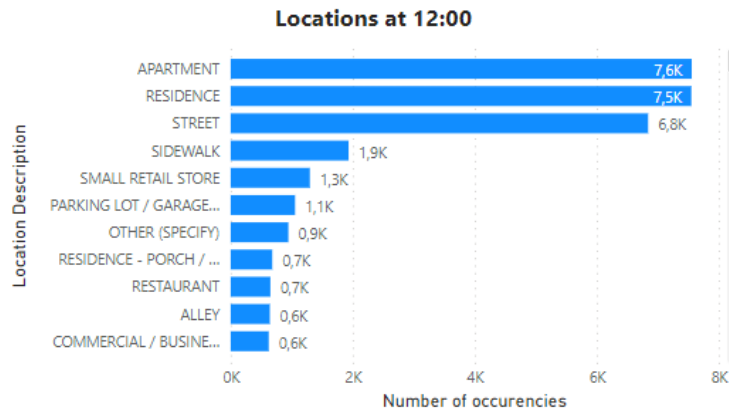 Locations at 12:00
Location Description
APARTMENT 7,6K
RESIDENCE 7,5K
STREET 6,8K
SIDEWALK 1,9K
SMALL RETAIL STORE 1,3K
PARKING LOT / GARAGE... 1,1K
OTHER (SPECIFY) 0,9K
RESIDENCE - PORCH / ... 0,7K
RESTAURANT 0,7K
ALLEY 0,6K
COMMERCIAL / BUSINE... 0,6K
0K 2K 4K 6K 8K
Number of occurencies